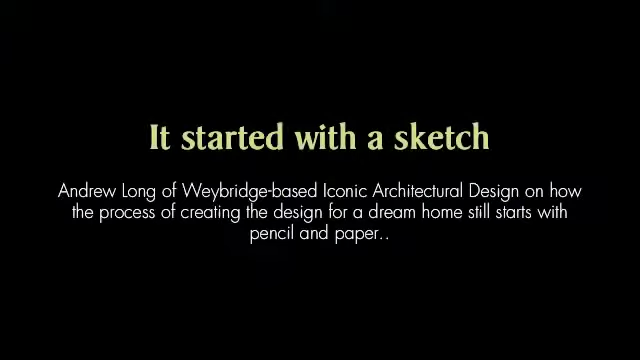 It started with a sketch
Andrew Long of Weybridge-based Iconic Architectural Design on how
the process of creating the design for a dream home still starts with
pencil and paper..